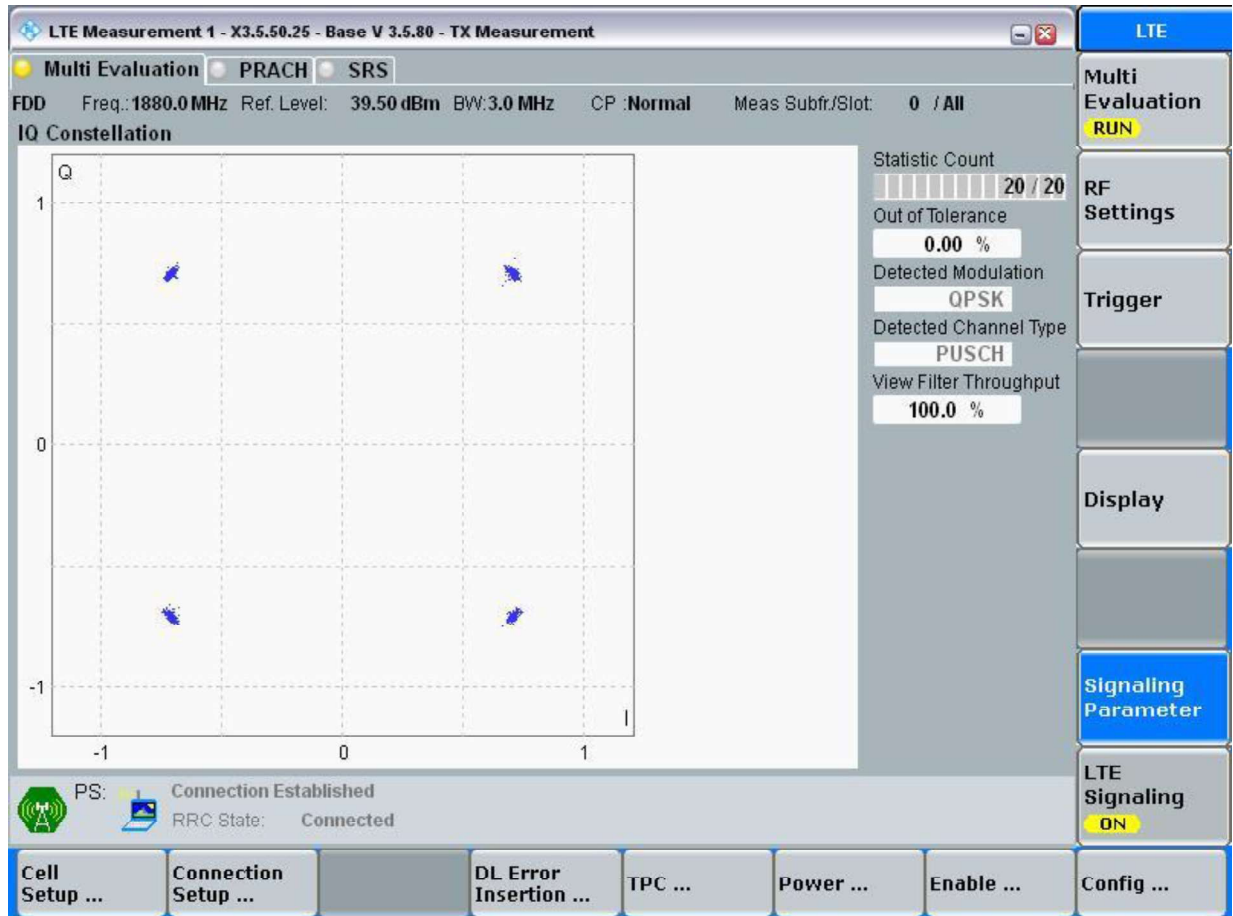 LTE Measurement 1 - X3.5.50.25 - Base V 3.5.80 - TX Measurement
LTE
Multi Evaluation PRACH SRS
Multi
Evaluation
RUN
FDD Freq.: 1880.0 MHz Ref. Level: 39.50 dBm BW: 3.0 MHz CP : Normal Meas Subfr./Slot: 0 / All
IQ Constellation
Q
1
0
-1
I
-1 0 1
Statistic Count
20 / 20
Out of Tolerance
0.00 %
Detected Modulation
QPSK
Detected Channel Type
PUSCH
View Filter Throughput
100.0 %
RF
Settings
Trigger
Display
Signaling
Parameter
LTE
Signaling
ON
PS: Connection Established
RRC State: Connected
Cell
Setup ...
Connection
Setup ...
DL Error
Insertion ...
TPC ...
Power ...
Enable ...
Config ...